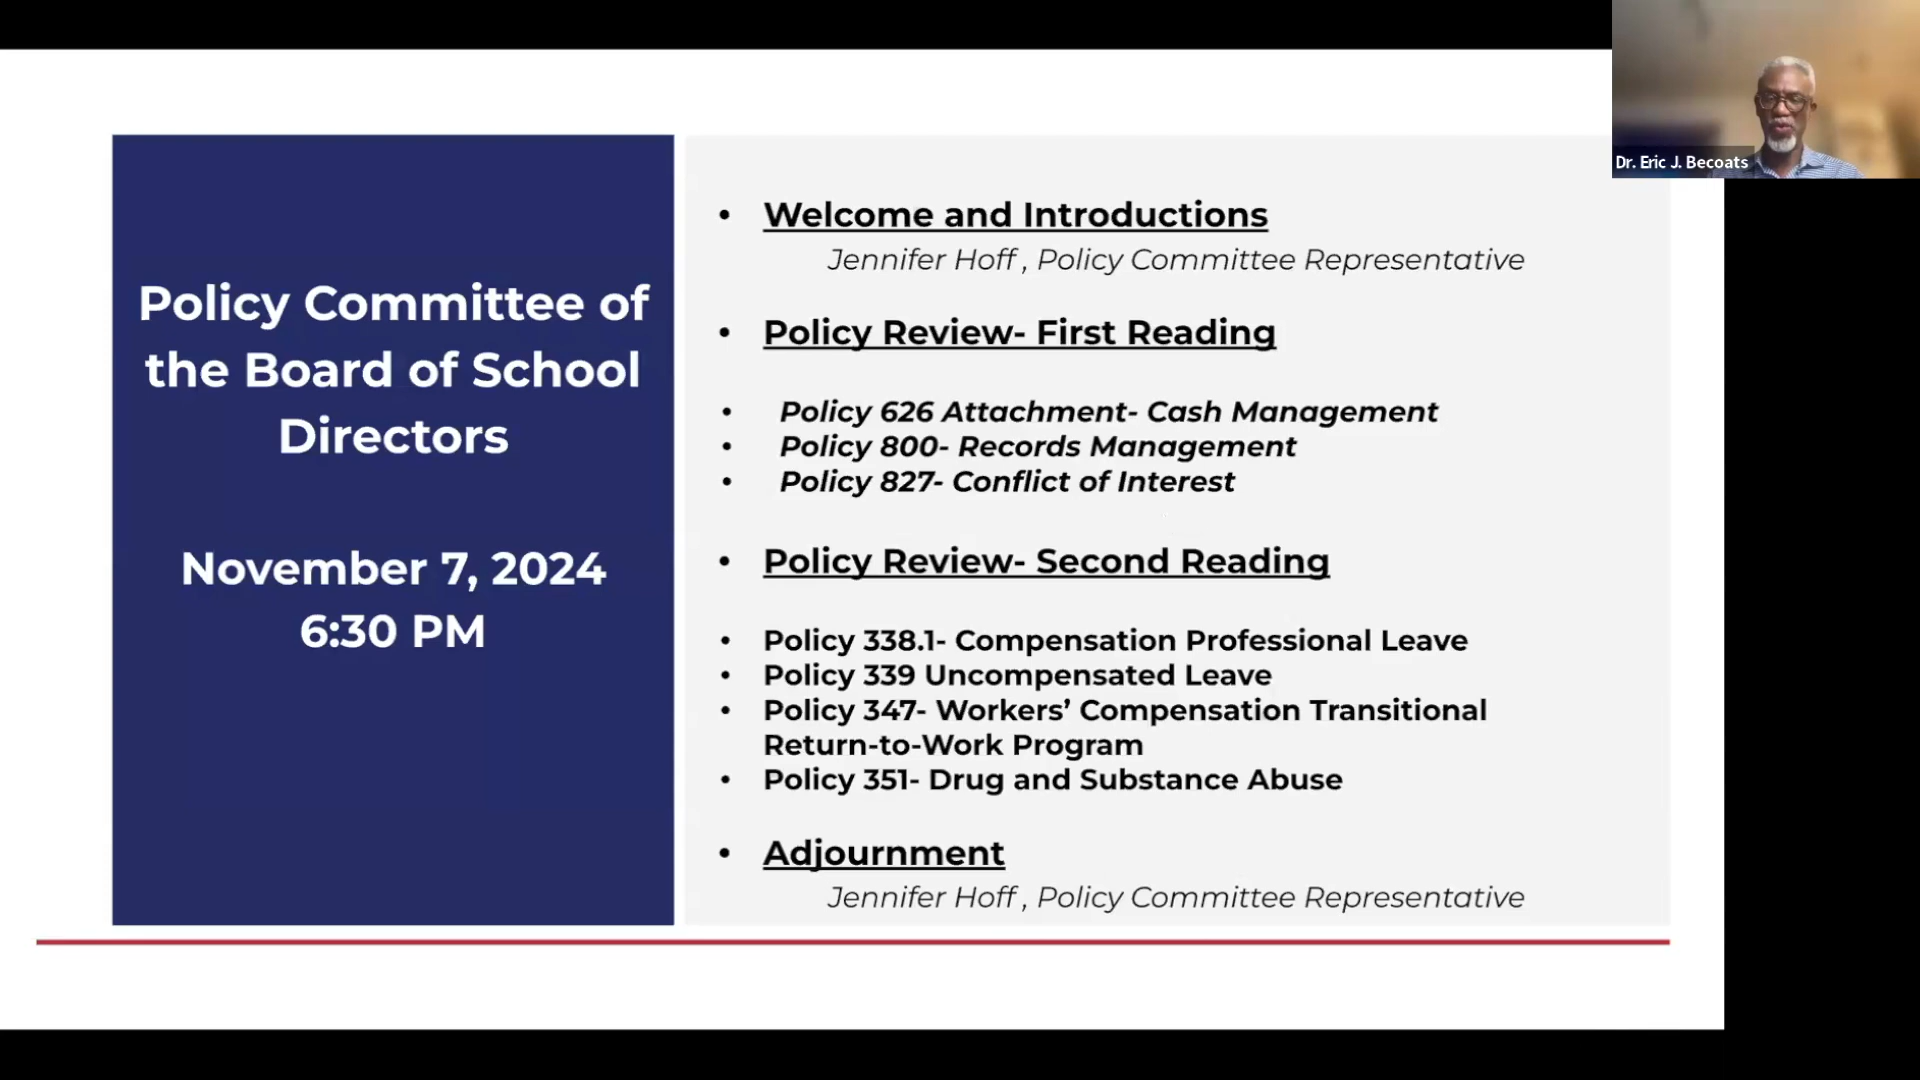 Policy Committee of
the Board of School
Directors
November 7, 2024
6:30 PM
• Welcome and Introductions
Jennifer Hoff , Policy Committee Representative
• Policy Review- First Reading
• Policy 626 Attachment- Cash Management
• Policy 800- Records Management
• Policy 827- Conflict of Interest
• Policy Review- Second Reading
• Policy 338.1- Compensation Professional Leave
• Policy 339 Uncompensated Leave
• Policy 347- Workers’ Compensation Transitional
Return-to-Work Program
• Policy 351- Drug and Substance Abuse
• Adjournment
Jennifer Hoff , Policy Committee Representative
Dr. Eric J. Becoats